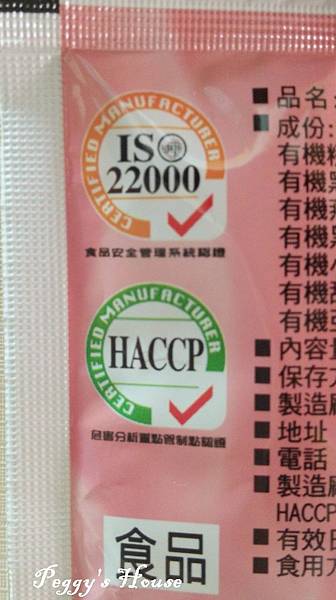 CERTIFIED MANUFACTURER
ISO
22000
食品安全管理系統認證
CERTIFIED MANUFACTURER
HACCP
危害分析重點管制點認證
食品
■ 品名:
■ 成份:
有機
有機
有機
有機
有機
有機
有機
■ 內容
■ 保存
■ 製造
■ 地址
■ 電話
■ 製造
HACCP
■ 有效
■ 食用
Peggy's House